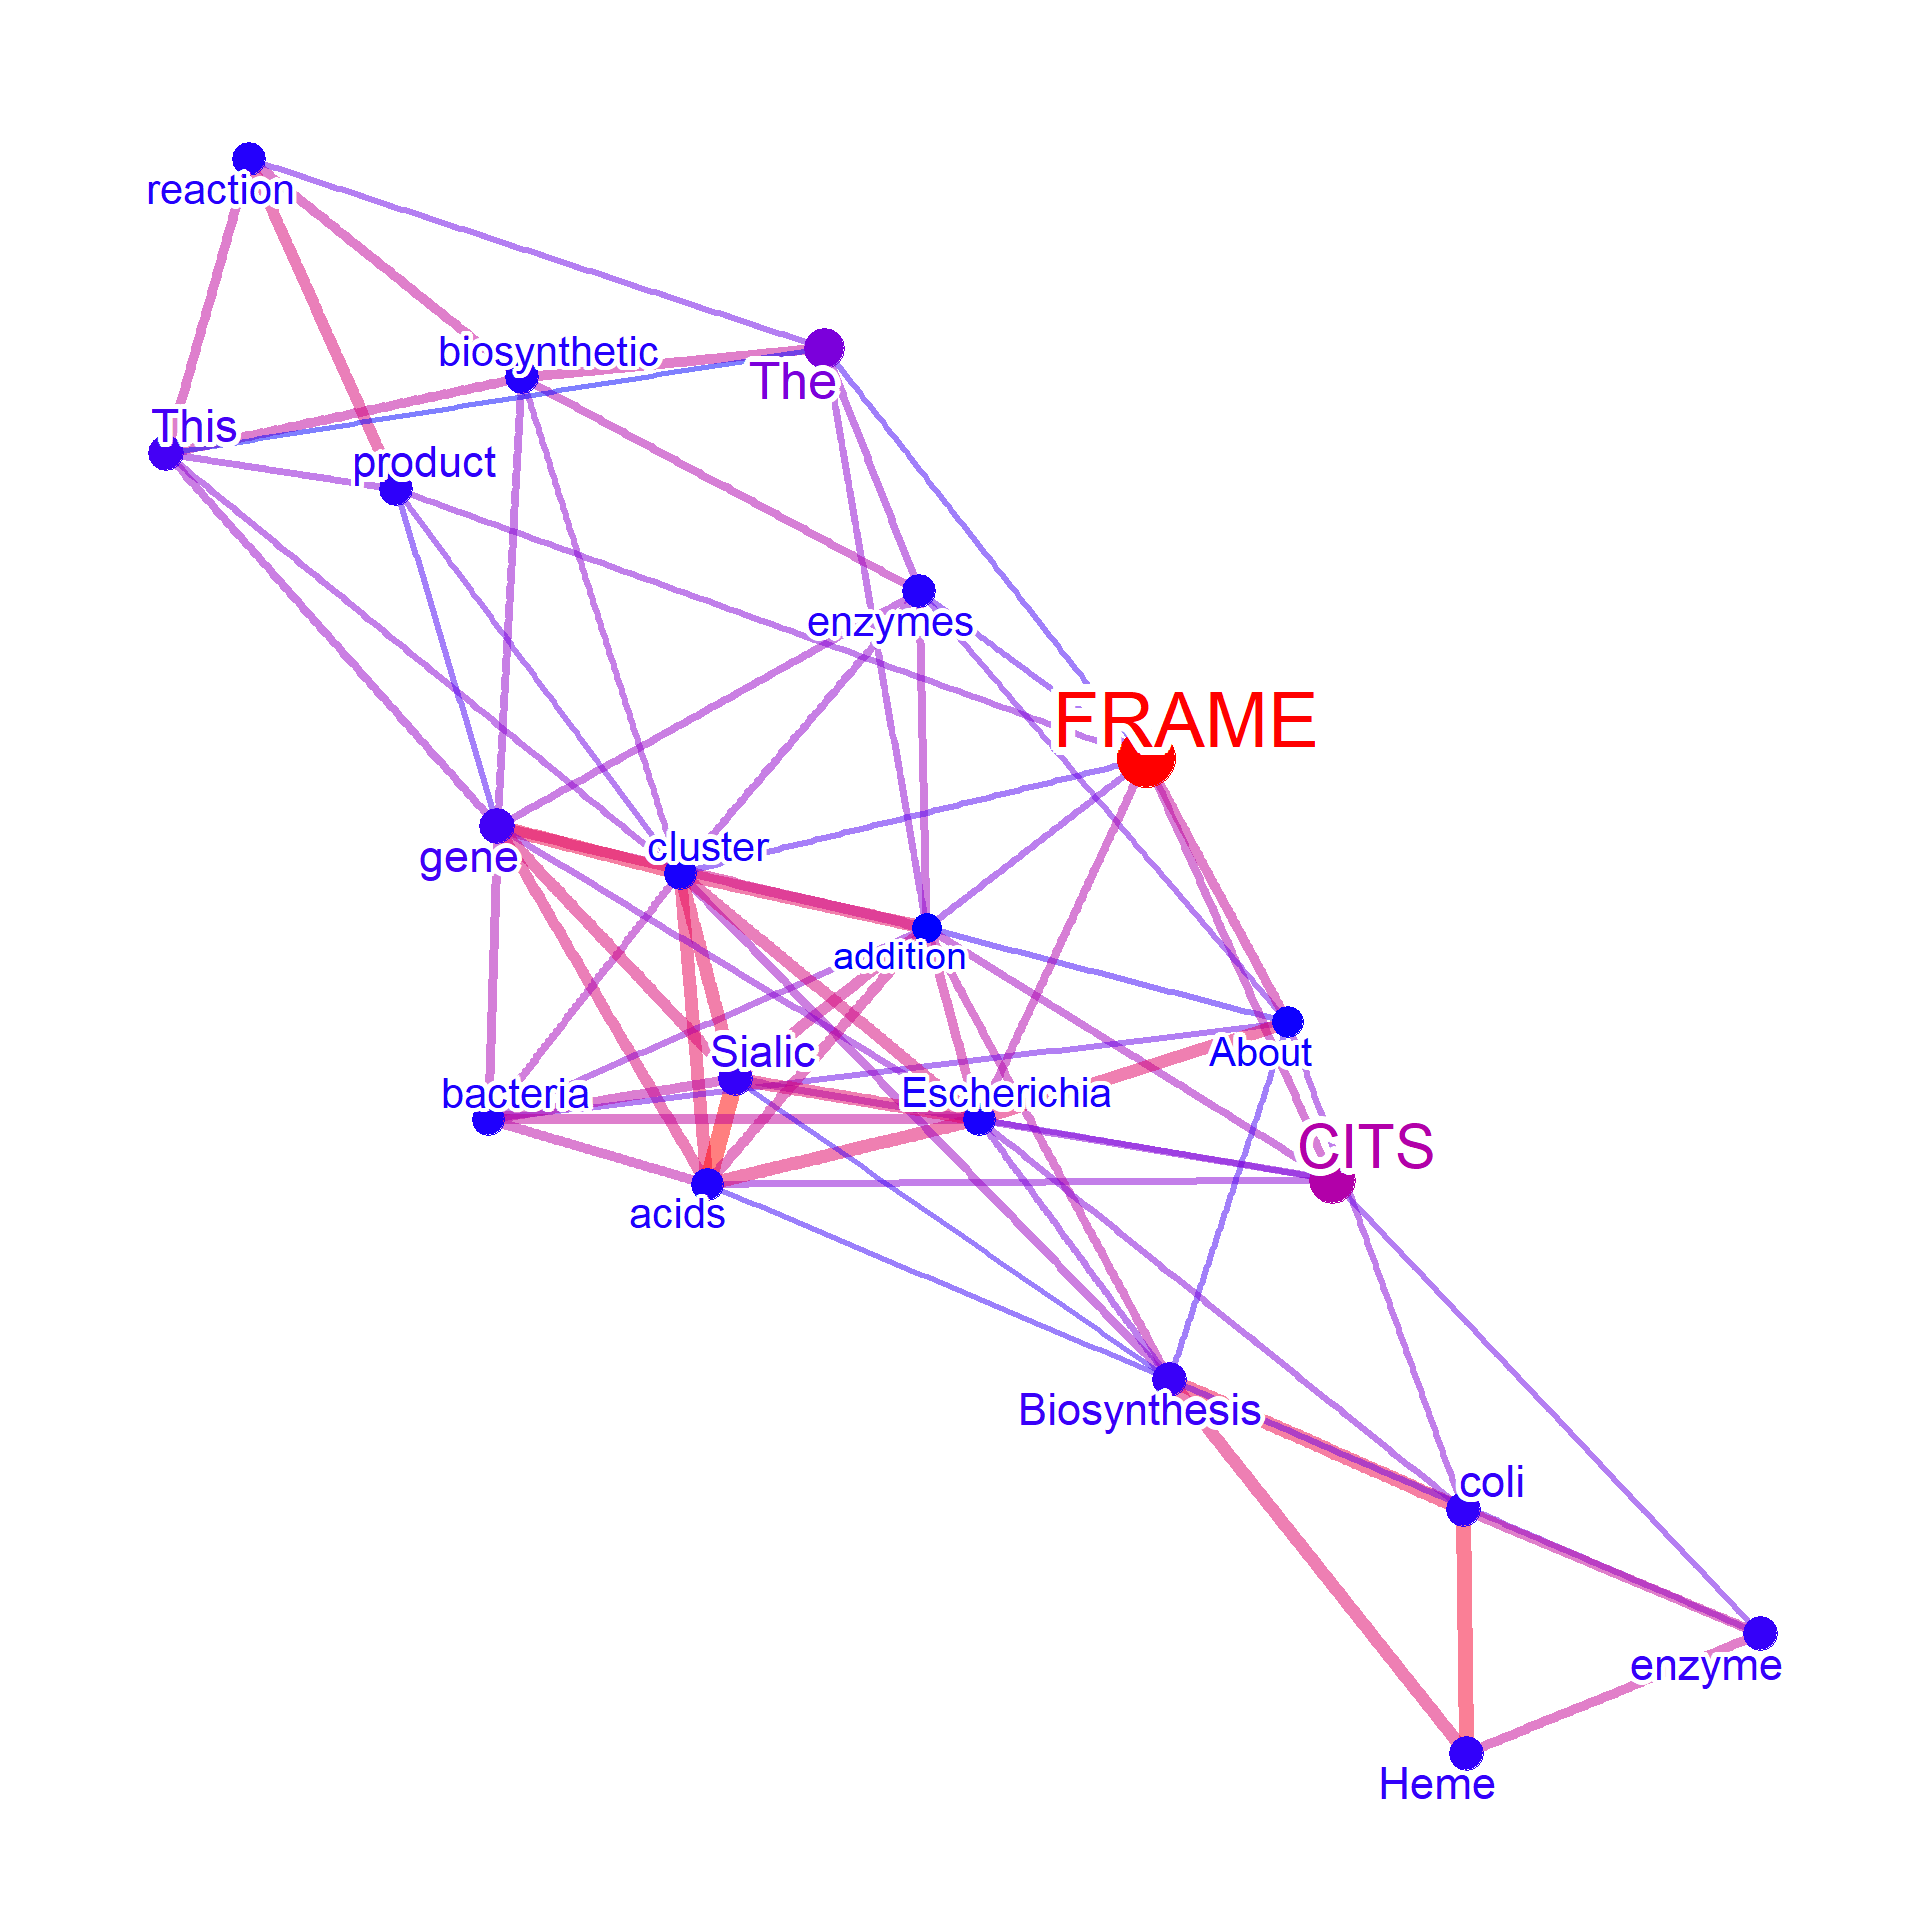 reaction
biosynthetic
The
This
product
enzymes
FRAME
gene
cluster
addition
Sialic
About
bacteria
Escherichia
CITS
acids
Biosynthesis
coli
enzyme
Heme